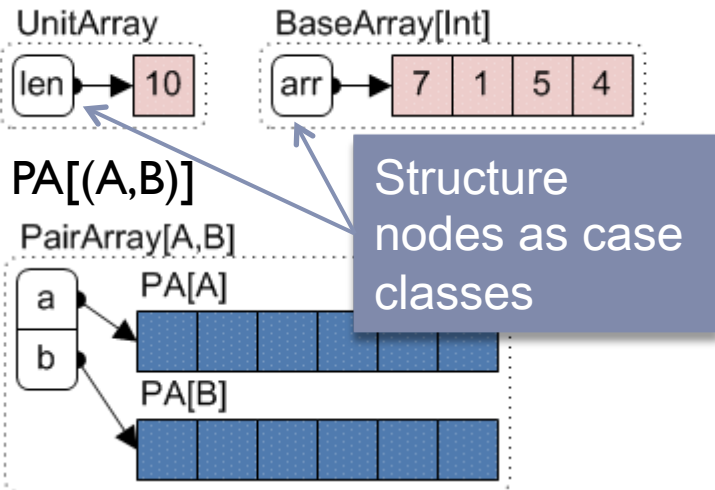 UnitArray
BaseArray[Int]
len
10
arr
7 1 5 4
PA[(A,B)]
Structure
nodes as case
classes
PairArray[A,B]
a
PA[A]
b
PA[B]